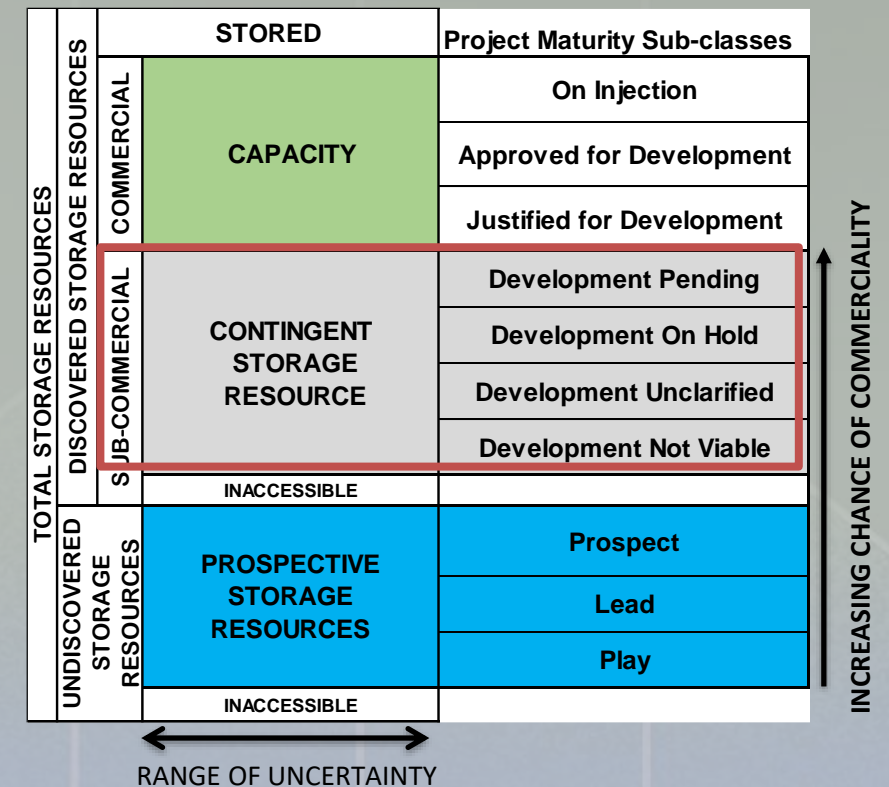 STORED
Project Maturity Sub-classes
TOTAL STORAGE RESOURCES
DISCOVERED STORAGE RESOURCES
COMMERCIAL
CAPACITY
On Injection
Approved for Development
Justified for Development
SUB-COMMERCIAL
CONTINGENT
STORAGE
RESOURCE
Development Pending
Development On Hold
Development Unclarified
Development Not Viable
INACCESSIBLE
UNDISCOVERED
STORAGE
RESOURCES
PROSPECTIVE
STORAGE
RESOURCES
Prospect
Lead
Play
INACCESSIBLE
INCREASING CHANCE OF COMMERCIALITY
RANGE OF UNCERTAINTY